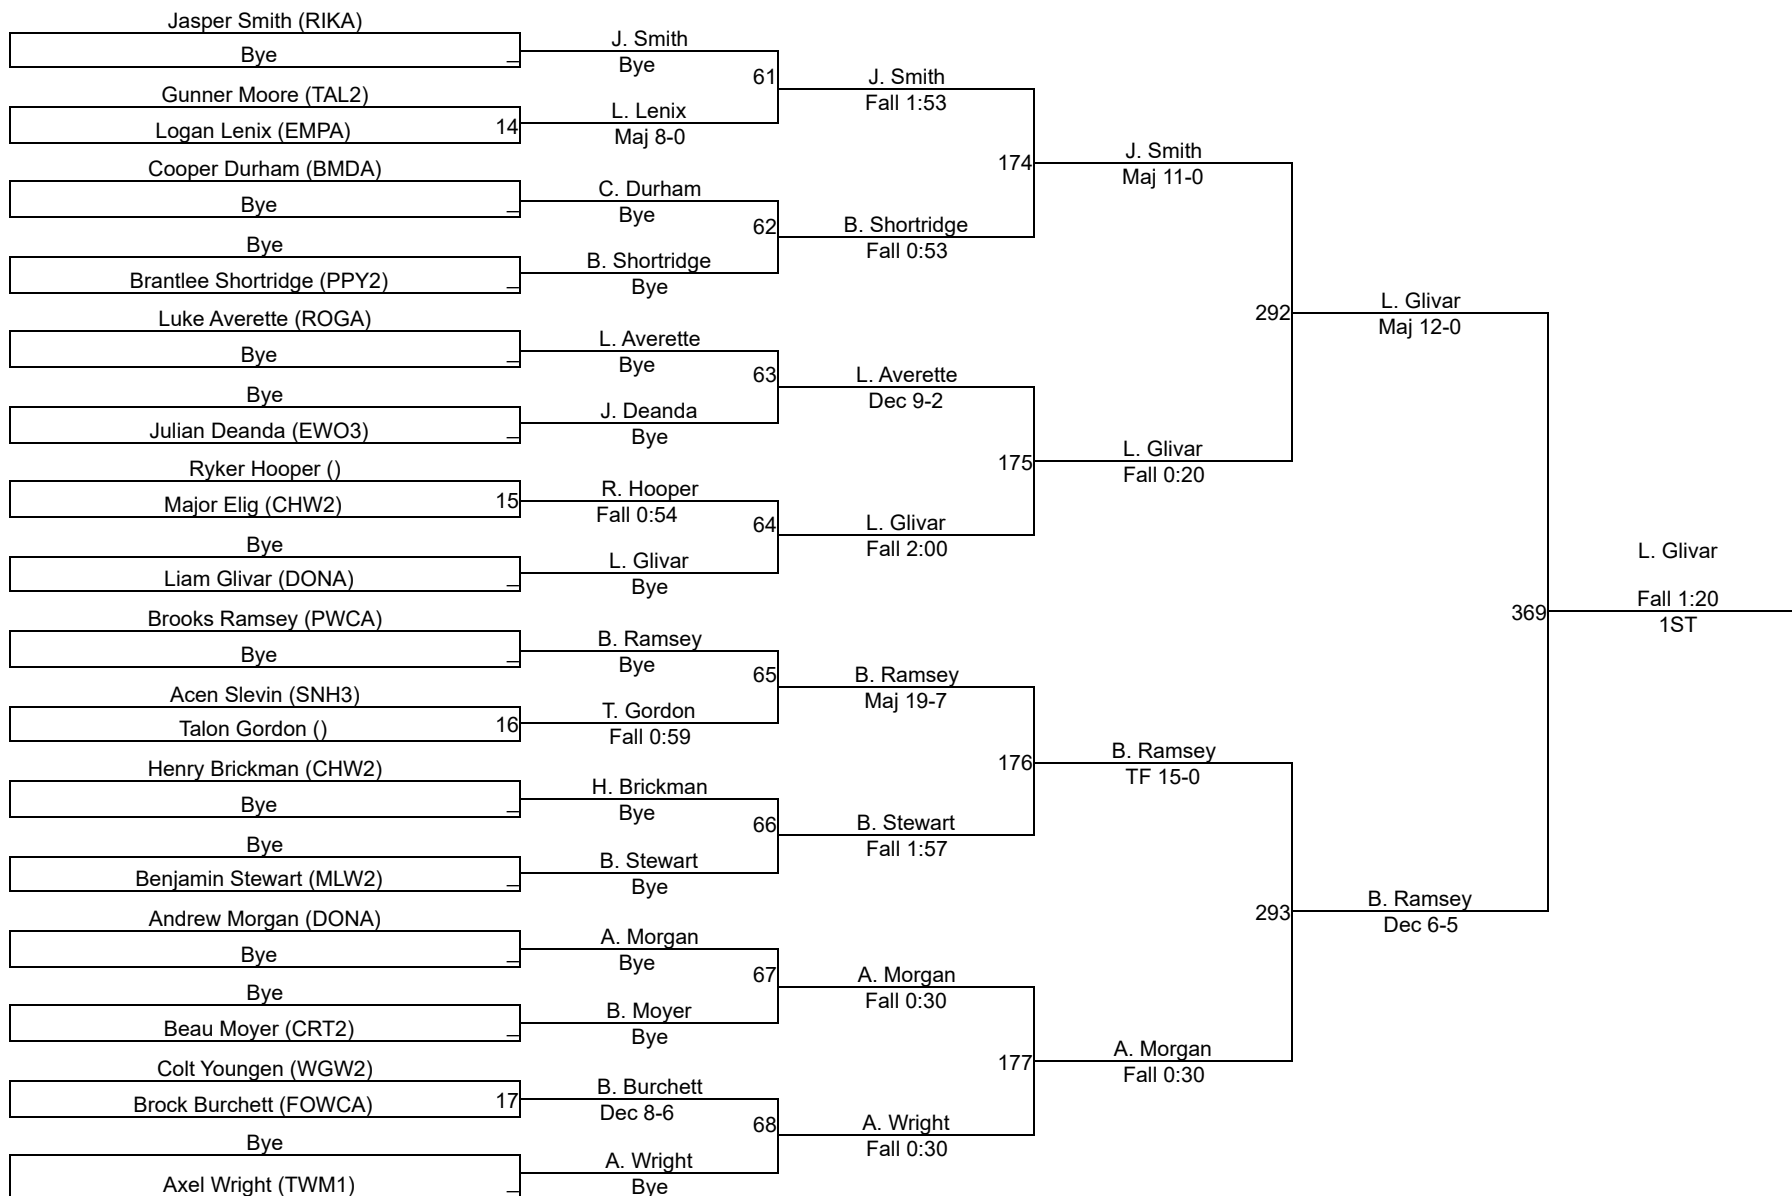 Jasper Smith (RIKA)
Bye
_
Gunner Moore (TAL2)
Logan Lenix (EMPA)
14
Cooper Durham (BMDA)
Bye
_
Bye
Brantlee Shortridge (PPY2)
_
Luke Averette (ROGA)
Bye
_
Bye
Julian Deanda (EWO3)
_
Ryker Hooper ()
Major Elig (CHW2)
15
Bye
Liam Glivar (DONA)
_
Brooks Ramsey (PWCA)
Bye
_
Acen Slevin (SNH3)
Talon Gordon ()
16
Henry Brickman (CHW2)
Bye
_
Bye
Benjamin Stewart (MLW2)
_
Andrew Morgan (DONA)
Bye
_
Bye
Beau Moyer (CRT2)
_
Colt Youngen (WGW2)
Brock Burchett (FOWCA)
17
Bye
Axel Wright (TWM1)
_
J. Smith
Bye
61
L. Lenix
Maj 8-0
C. Durham
Bye
62
B. Shortridge
Bye
L. Averette
Bye
63
J. Deanda
Bye
R. Hooper
Fall 0:54
64
L. Glivar
Bye
B. Ramsey
Bye
65
T. Gordon
Fall 0:59
H. Brickman
Bye
66
B. Stewart
Bye
A. Morgan
Bye
67
B. Moyer
Bye
B. Burchett
Dec 8-6
68
A. Wright
Bye
J. Smith
Fall 1:53
174
B. Shortridge
Fall 0:53
L. Averette
Dec 9-2
175
L. Glivar
Fall 2:00
B. Ramsey
Maj 19-7
176
B. Stewart
Fall 1:57
A. Morgan
Fall 0:30
177
A. Wright
Fall 0:30
J. Smith
Maj 11-0
292
L. Glivar
Fall 0:20
B. Ramsey
TF 15-0
293
A. Morgan
Fall 0:30
L. Glivar
Maj 12-0
369
B. Ramsey
Dec 6-5
L. Glivar
Fall 1:20
1ST